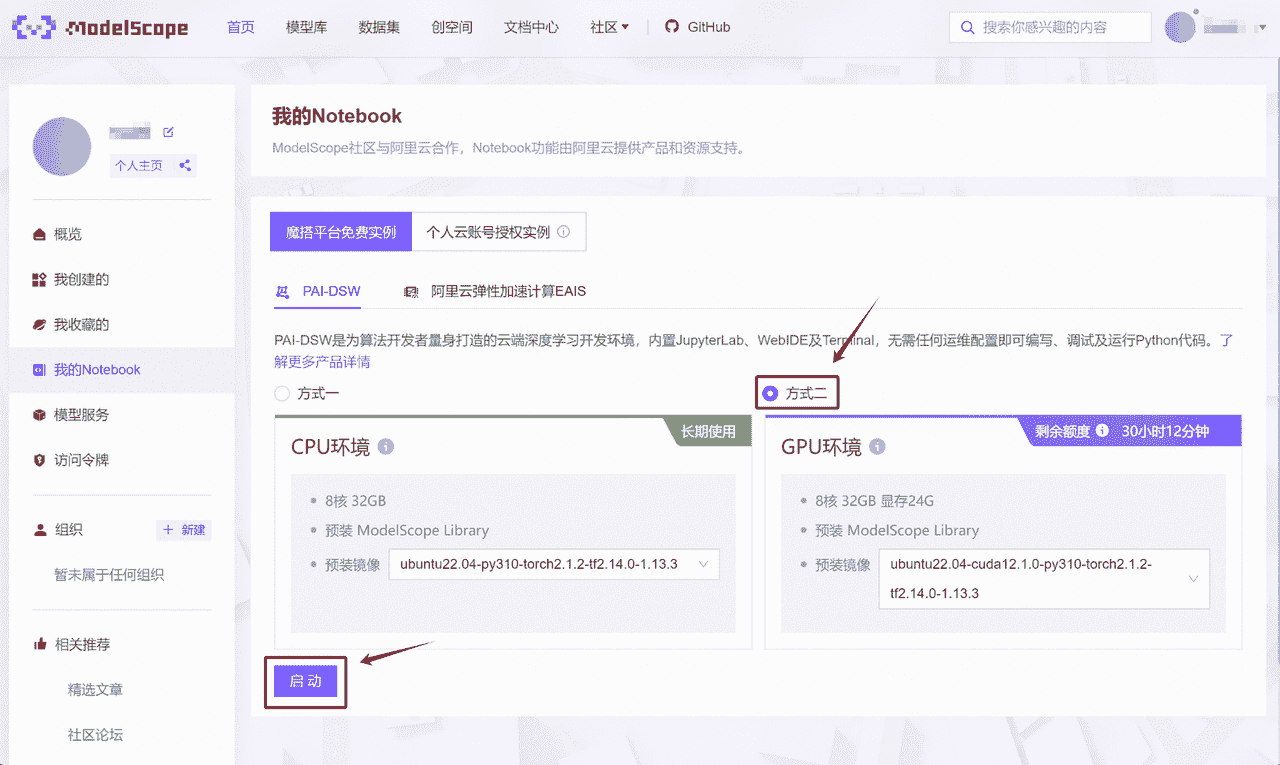 ModelScope 首页 模型库 数据集 创空间 文档中心 社区 GitHub 搜索你感兴趣的内容
个人主页
概览
我创建的
我收藏的
我的Notebook
模型服务
访问令牌
组织 + 新建
暂未属于任何组织
相关推荐
精选文章
社区论坛
我的Notebook
ModelScope社区与阿里云合作，Notebook功能由阿里云提供产品和资源支持。
魔搭平台免费实例 个人云账号授权实例
PAI-DSW 阿里云弹性加速计算EAIS
PAI-DSW是为算法开发者量身打造的云端深度学习开发环境，内置JupyterLab、WebIDE及Terminal，无需任何运维配置即可编写、调试及运行Python代码。了
解更多产品详情
方式一
CPU环境 长期使用
8核 32GB
预装 ModelScope Library
预装镜像 ubuntu22.04-py310-torch2.1.2-tf2.14.0-1.13.3
方式二
GPU环境 剩余额度 30小时12分钟
8核 32GB 显存24G
预装 ModelScope Library
预装镜像 ubuntu22.04-cuda12.1.0-py310-torch2.1.2-
tf2.14.0-1.13.3
启动